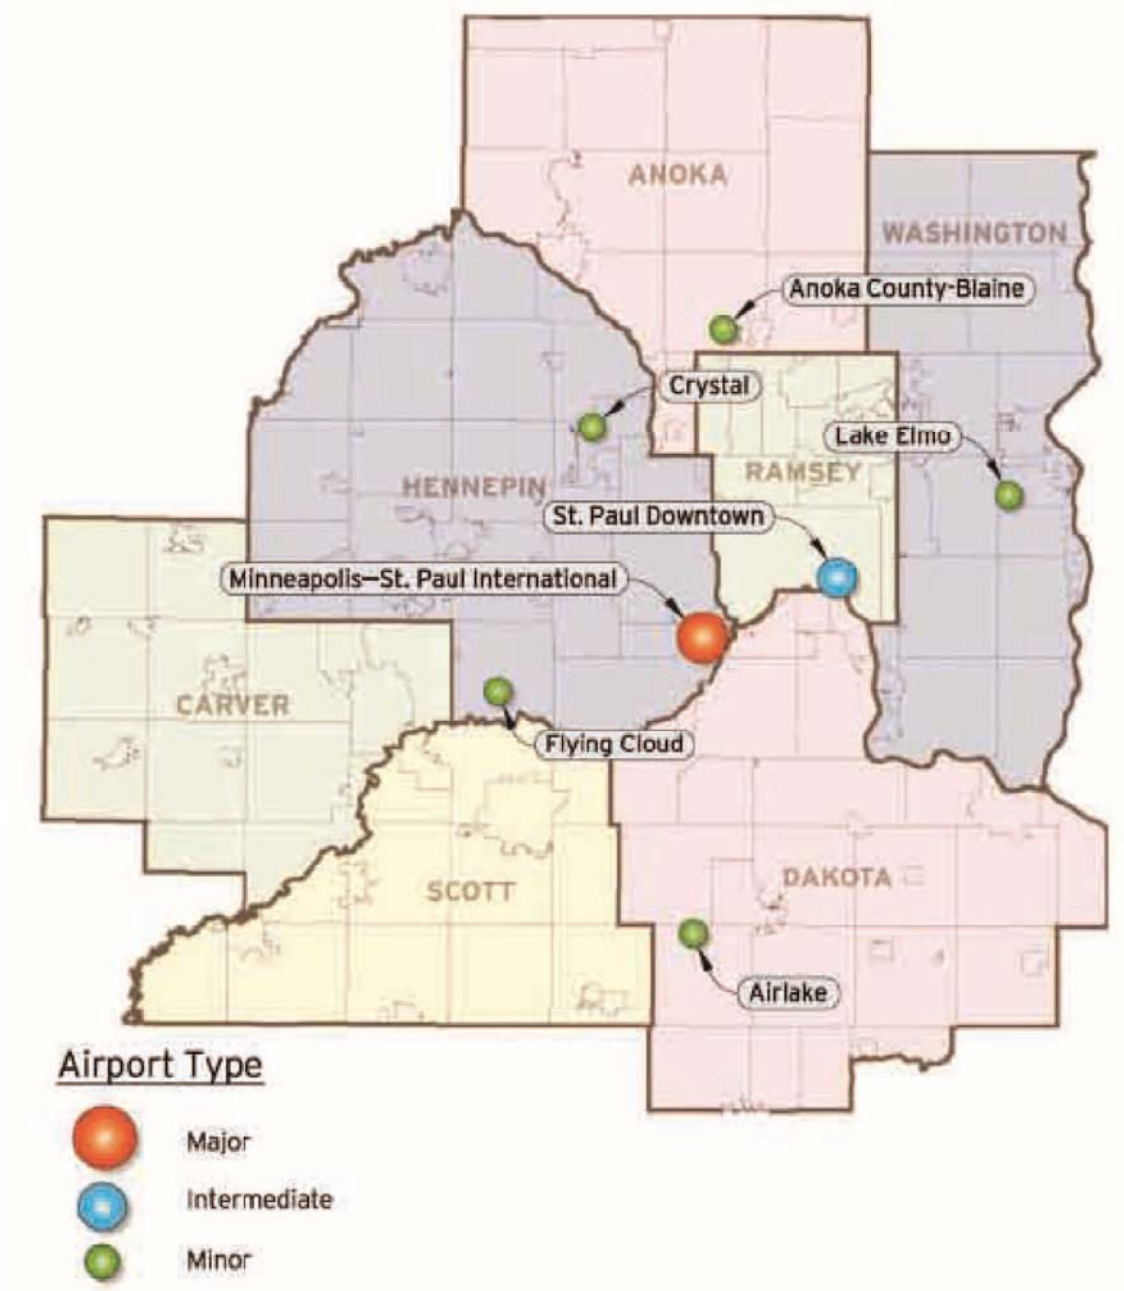 ANOKA
WASHINGTON
Anoka County-Blaine
Crystal
Lake Elmo
RAMSEY
HENNEPIN
St. Paul Downtown
Minneapolis—St. Paul International
CARVER
Flying Cloud
DAKOTA
SCOTT
Airlake
Airport Type
Major
Intermediate
Minor